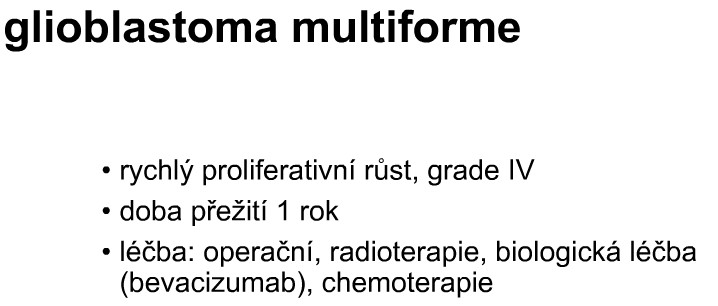 glioblastoma multiforme
• rychlý proliferativní růst, grade IV
• doba přežití 1 rok
• léčba: operační, radioterapie, biologická léčba
(bevacizumab), chemoterapie